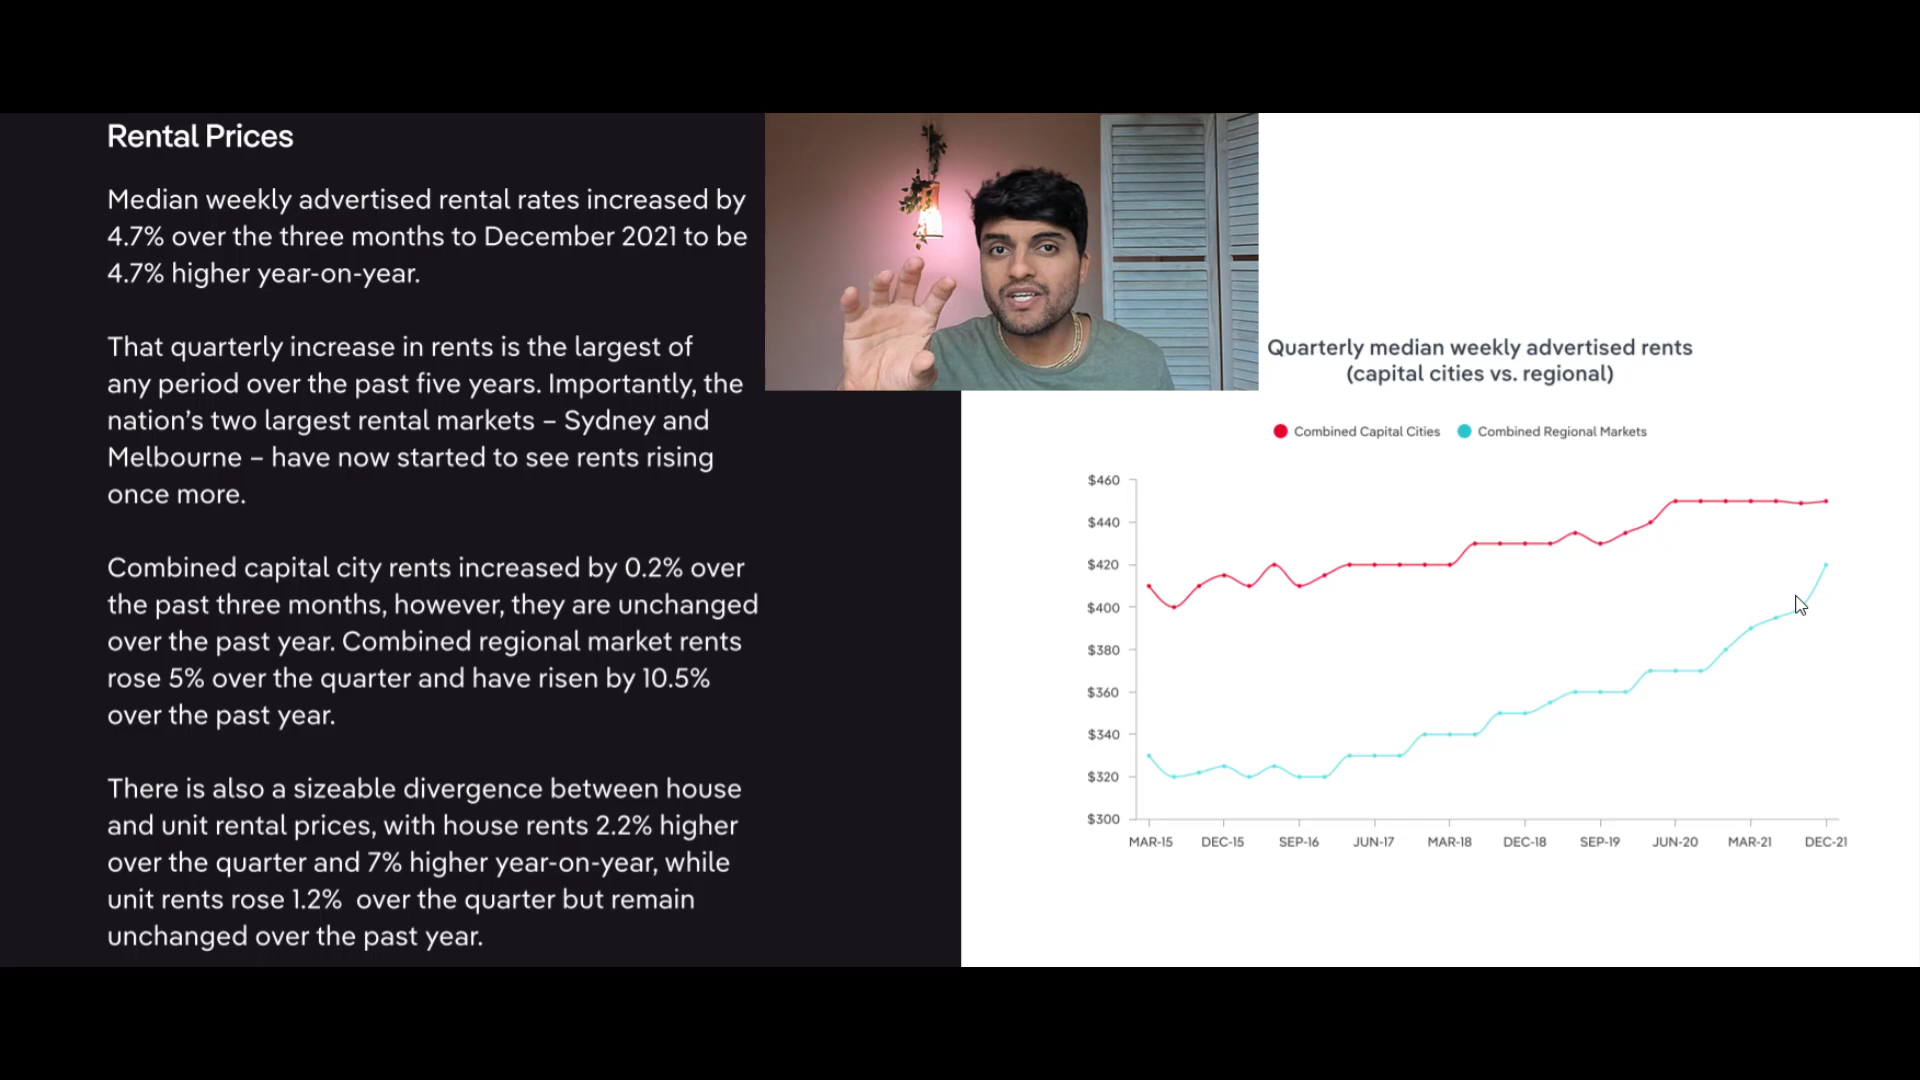 Rental Prices
Median weekly advertised rental rates increased by
4.7% over the three months to December 2021 to be
4.7% higher year-on-year.
That quarterly increase in rents is the largest of
any period over the past five years. Importantly, the
nation’s two largest rental markets – Sydney and
Melbourne – have now started to see rents rising
once more.
Combined capital city rents increased by 0.2% over
the past three months, however, they are unchanged
over the past year. Combined regional market rents
rose 5% over the quarter and have risen by 10.5%
over the past year.
There is also a sizeable divergence between house
and unit rental prices, with house rents 2.2% higher
over the quarter and 7% higher year-on-year, while
unit rents rose 1.2% over the quarter but remain
unchanged over the past year.
Quarterly median weekly advertised rents
(capital cities vs. regional)
Combined Capital Cities Combined Regional Markets
$460
$440
$420
$400
$380
$360
$340
$320
$300
MAR-15 DEC-15 SEP-16 JUN-17 MAR-18 DEC-18 SEP-19 JUN-20 MAR-21 DEC-21